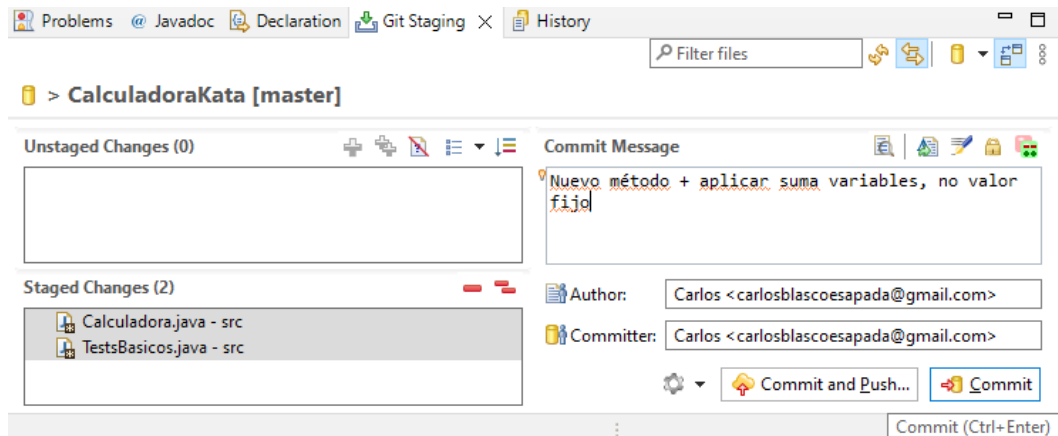 Problems @ Javadoc Declaration Git Staging History
Filter files
> CalculadoraKata [master]
Unstaged Changes (0)
Commit Message
Nuevo método + aplicar suma variables, no valor
fijo
Staged Changes (2)
Calculadora.java - src
TestsBasicos.java - src
Author: Carlos <carlosblascoesapada@gmail.com>
Committer: Carlos <carlosblascoesapada@gmail.com>
Commit and Push... Commit
Commit (Ctrl+Enter)